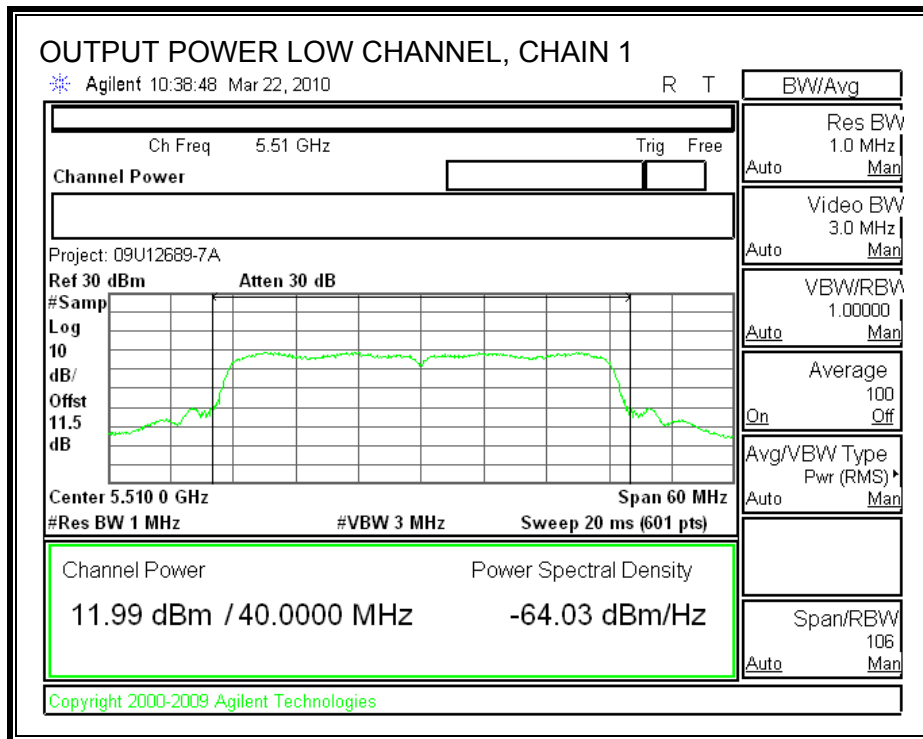 OUTPUT POWER LOW CHANNEL, CHAIN 1
Agilent 10:38:48 Mar 22, 2010 R T
Ch Freq 5.51 GHz Trig Free
Channel Power
Project: 09U12689-7A
Ref 30 dBm Atten 30 dB
#Samp
Log
10
dB/
Offst
11.5
dB
Center 5.510 0 GHz Span 60 MHz
#Res BW 1 MHz #VBW 3 MHz Sweep 20 ms (601 pts)
Channel Power Power Spectral Density
11.99 dBm / 40.0000 MHz -64.03 dBm/Hz
Copyright 2000-2009 Agilent Technologies
BW/Avg
Res BW
1.0 MHz
Auto Man
Video BW
3.0 MHz
Auto Man
VBW/RBW
1.00000
Auto Man
Average
100
On Off
Avg/VBW Type
Pwr (RMS)
Auto Man
Span/RBW
106
Auto Man